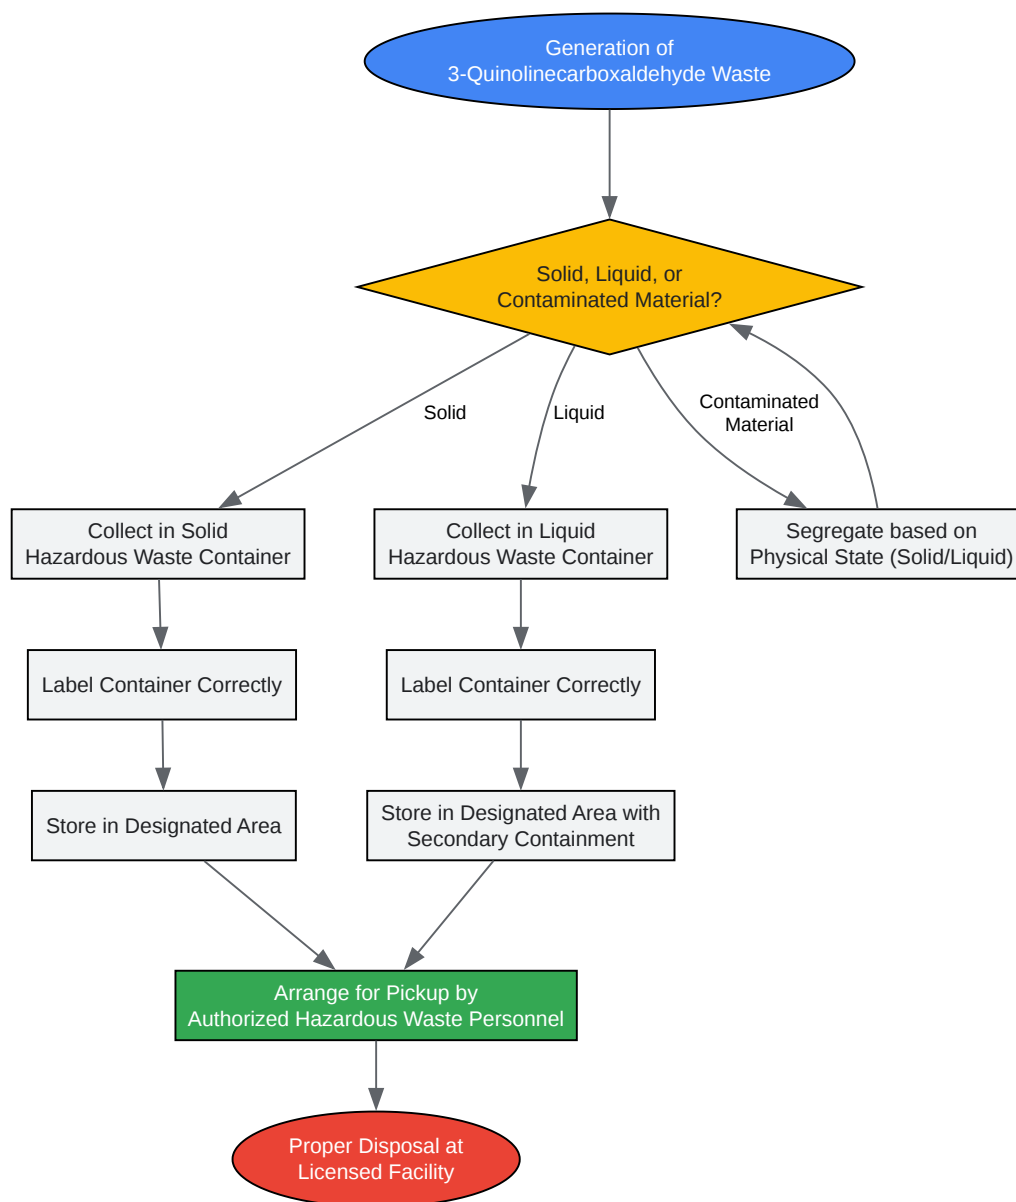 Generation of
3-Quinolinecarboxaldehyde Waste
Solid, Liquid, or
Contaminated Material?
Solid
Liquid
Contaminated
Material
Collect in Solid
Hazardous Waste Container
Collect in Liquid
Hazardous Waste Container
Segregate based on
Physical State (Solid/Liquid)
Label Container Correctly
Label Container Correctly
Store in Designated Area
Store in Designated Area with
Secondary Containment
Arrange for Pickup by
Authorized Hazardous Waste Personnel
Proper Disposal at
Licensed Facility